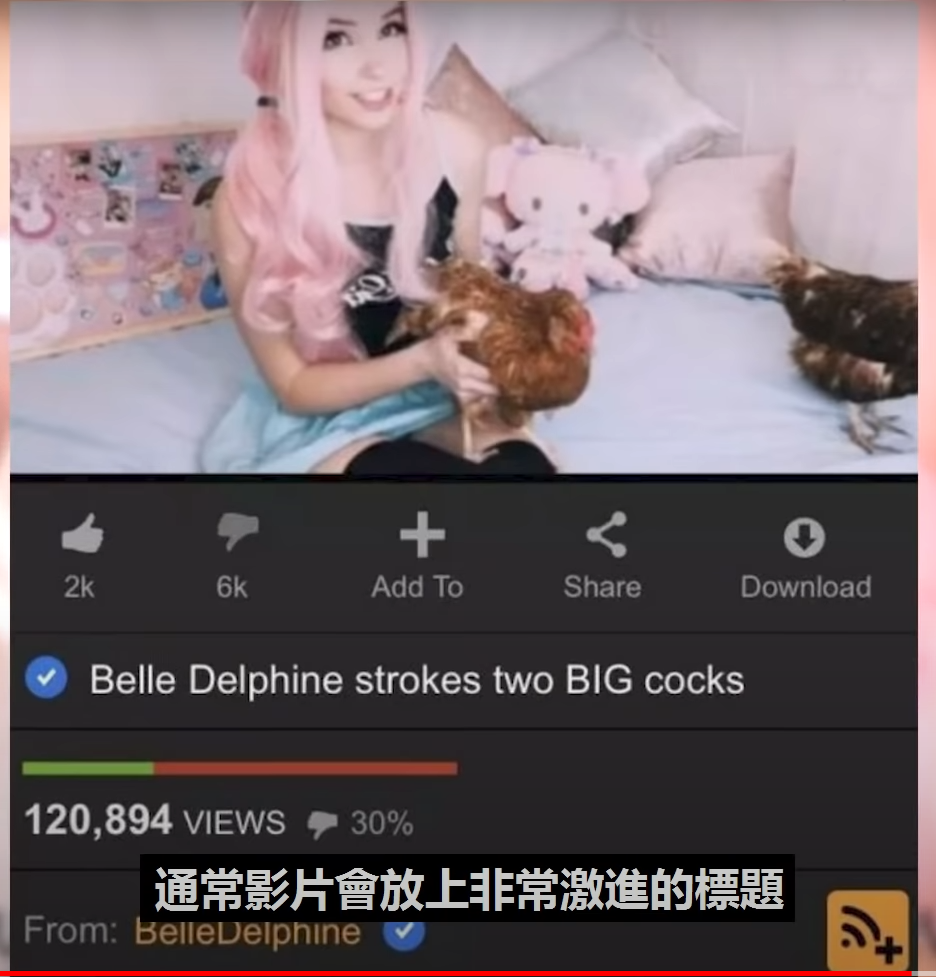 2k 6k Add To Share Download
Belle Delphine strokes two BIG cocks
120,894 VIEWS 30%
通常影片會放上非常激進的標題
From: BelleDelphine